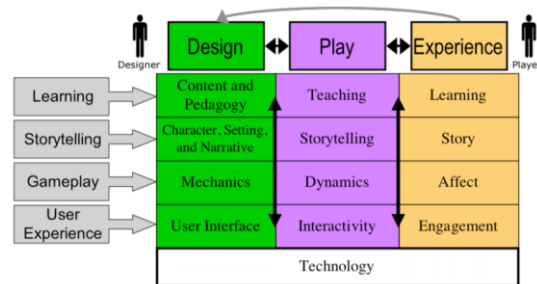 Design
Play
Experience
Designer
Playe
Learning
Content and
Pedagogy
Teaching
Learning
Storytelling
Character, Setting,
and Narrative
Storytelling
Story
Gameplay
Mechanics
Dynamics
Affect
User
Experience
User Interface
Interactivity
Engagement
Technology